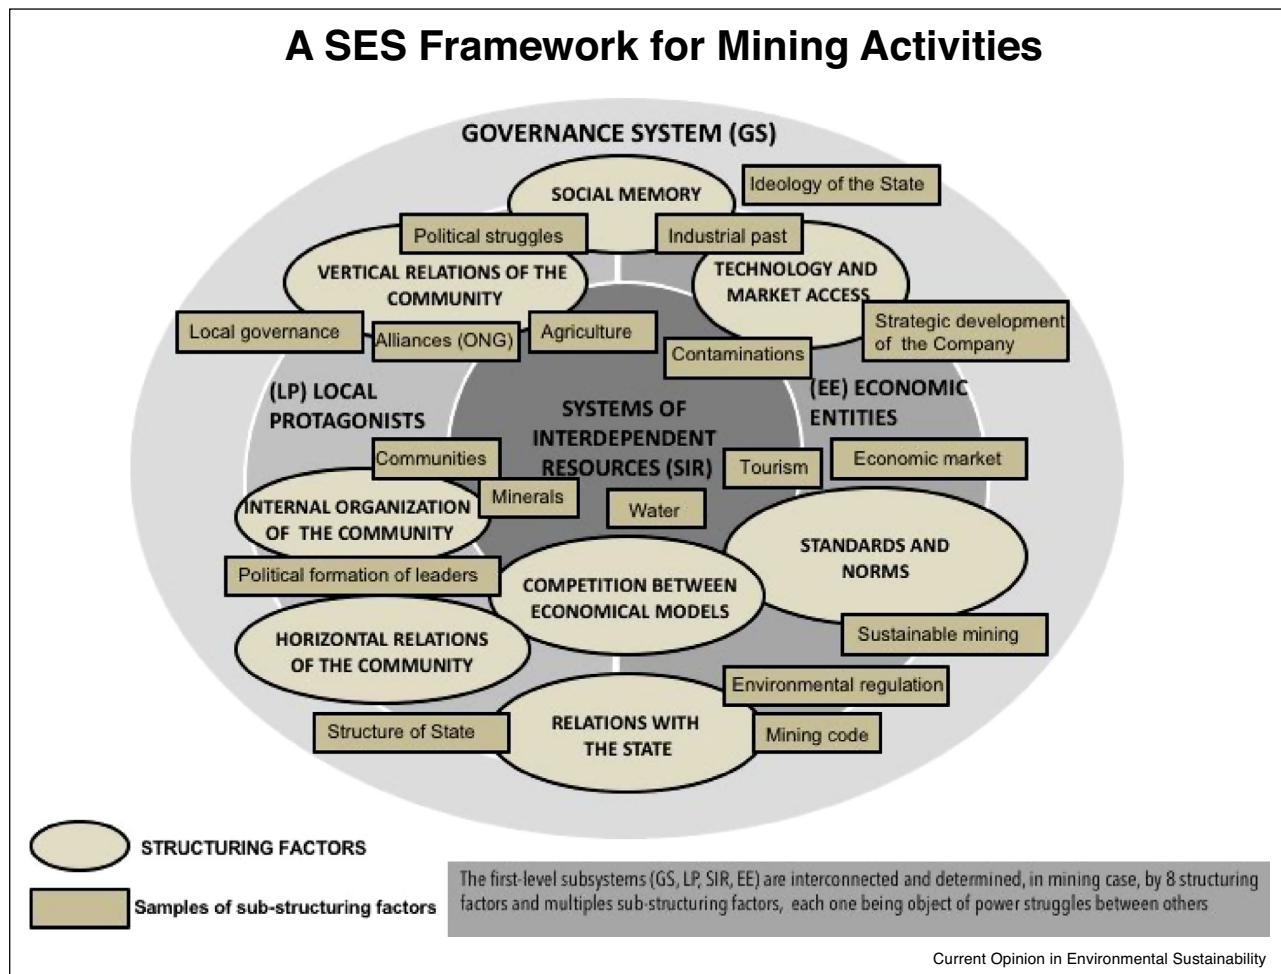 A SES Framework for Mining Activities
GOVERNANCE SYSTEM (GS)
SOCIAL MEMORY
Ideology of the State
Political struggles
Industrial past
VERTICAL RELATIONS OF THE
COMMUNITY
TECHNOLOGY AND
MARKET ACCESS
Local governance
Alliances (ONG)
Agriculture
Contaminations
Strategic development
of the Company
(LP) LOCAL
PROTAGONISTS
SYSTEMS OF
INTERDEPENDENT
RESOURCES (SIR)
(EE) ECONOMIC
ENTITIES
Communities
Tourism
Economic market
Minerals
Water
INTERNAL ORGANIZATION
OF THE COMMUNITY
STANDARDS AND
NORMS
Political formation of leaders
COMPETITION BETWEEN
ECONOMICAL MODELS
HORIZONTAL RELATIONS
OF THE COMMUNITY
Sustainable mining
Environmental regulation
Structure of State
RELATIONS WITH
THE STATE
Mining code
STRUCTURING FACTORS
Samples of sub-structuring factors
The first-level subsystems (GS, LP, SIR, EE) are interconnected and determined, in mining case, by 8 structuring
factors and multiples sub-structuring factors, each one being object of power struggles between others
Current Opinion in Environmental Sustainability